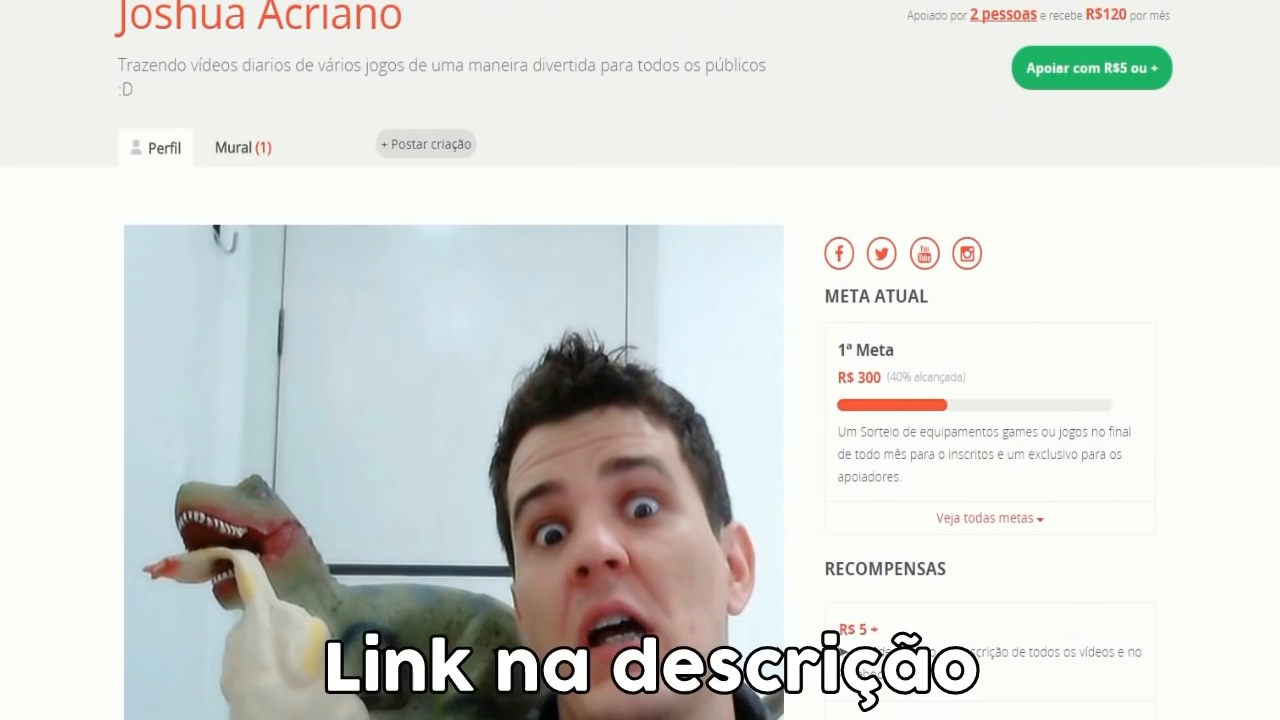 Joshua Acriano
Apoiado por 2 pessoas e recebe R$120 por mês
Trazendo vídeos diarios de vários jogos de uma maneira divertida para todos os públicos
:D
Apoiar com R$5 ou +
Perfil
Mural (1)
+ Postar criação
You
Tube
META ATUAL
1ª Meta
R$ 300 (40% alcançada)
Um Sorteio de equipamentos games ou jogos no final
de todo mês para o inscritos e um exclusivo para os
apoiadores.
Veja todas metas
RECOMPENSAS
R$ 5 +
de todos os vídeos e no
Link na descrição